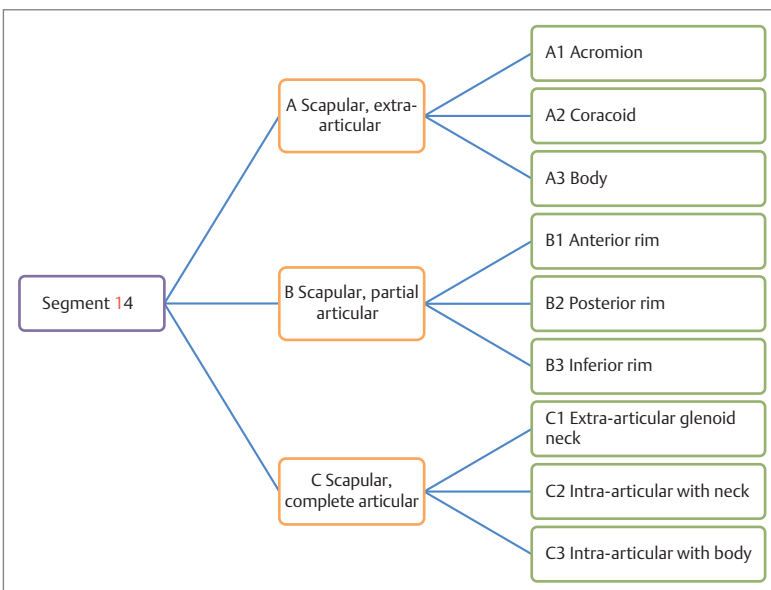 A1 Acromion
A Scapular, extra-
articular
A2 Coracoid
A3 Body
B1 Anterior rim
Segment 14
B Scapular, partial
articular
B2 Posterior rim
B3 Inferior rim
C1 Extra-articular glenoid
neck
C Scapular,
complete articular
C2 Intra-articular with neck
C3 Intra-articular with body